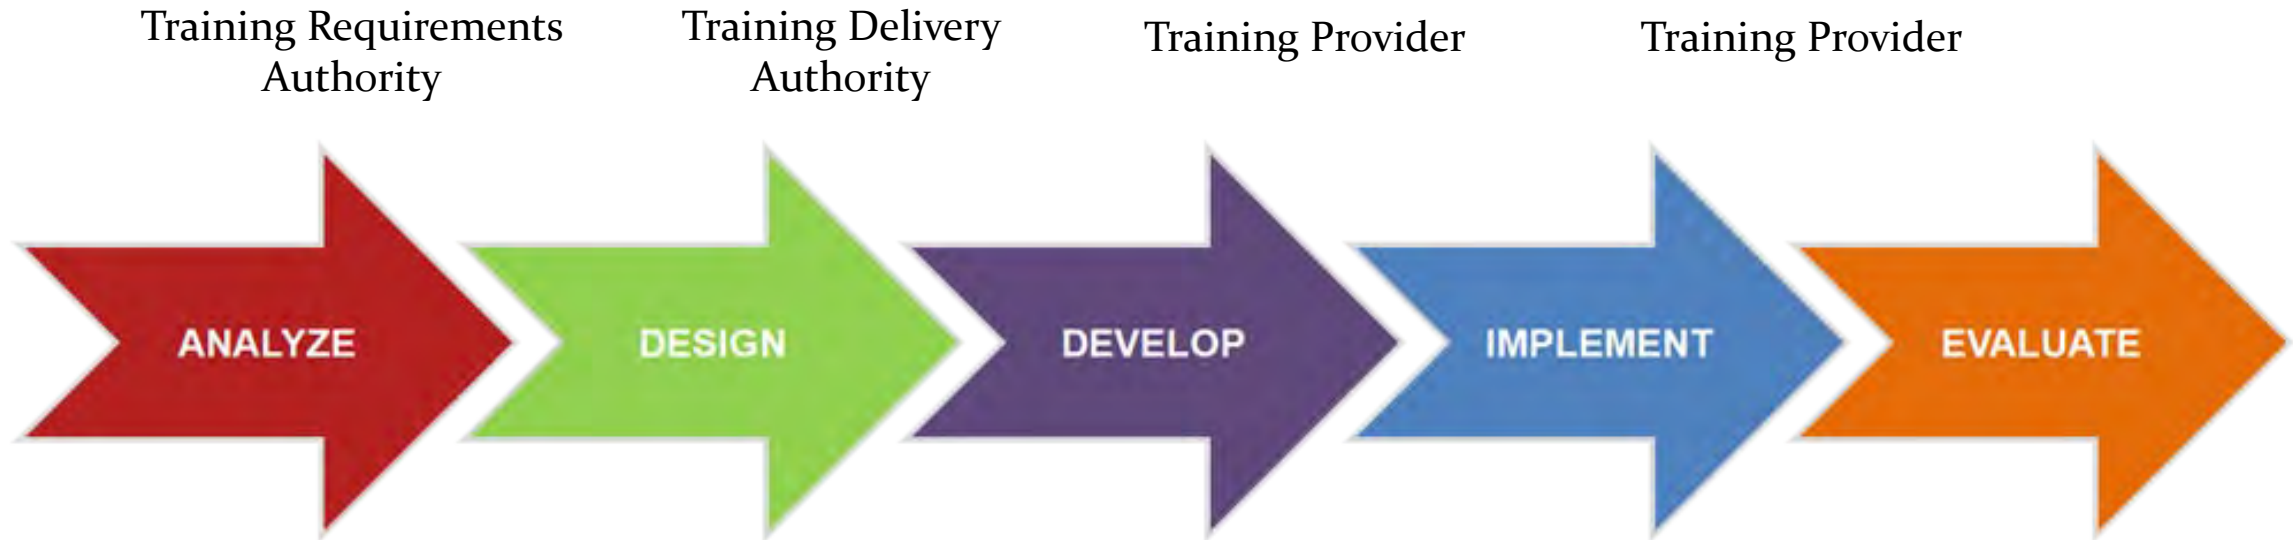 Training Requirements
Authority
Training Delivery
Authority
Training Provider
Training Provider
ANALYZE
DESIGN
DEVELOP
IMPLEMENT
EVALUATE